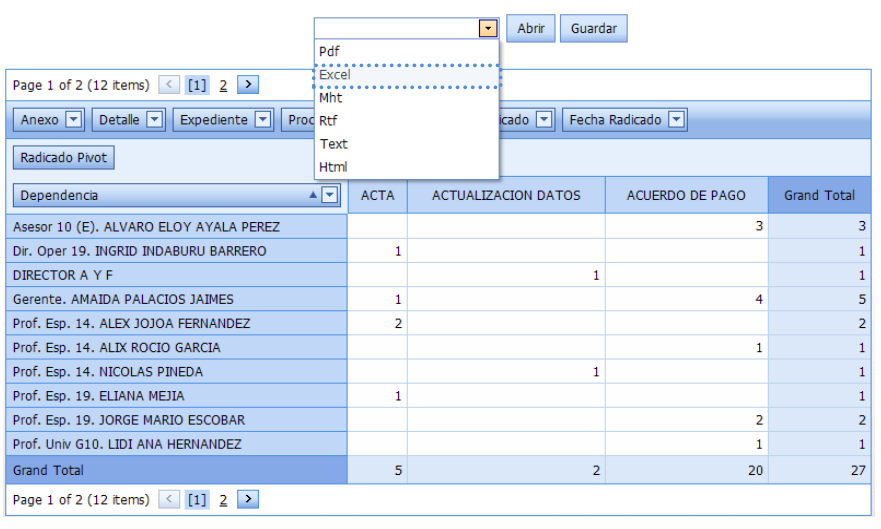 Abrir Guardar
Pdf
Excel
Mht
Rtf
Text
Html
Page 1 of 2 (12 items) < [1] 2 >
Anexo Detalle Expediente Fecha Radicado
Radicado Pivot
Dependencia ACTA ACTUALIZACION DATOS ACUERDO DE PAGO Grand Total
Asesor 10 (E). ALVARO ELOY AYALA PEREZ 3 3
Dir. Oper 19. INGRID INDABURU BARRERO 1 1
DIRECTOR A Y F 1 1
Gerente. AMAIDA PALACIOS JAIMES 1 4 5
Prof. Esp. 14. ALEX JOJOA FERNANDEZ 2 2
Prof. Esp. 14. ALIX ROCIO GARCIA 1 1
Prof. Esp. 14. NICOLAS PINEDA 1 1
Prof. Esp. 19. ELIANA MEJIA 1 1
Prof. Esp. 19. JORGE MARIO ESCOBAR 2 2
Prof. Univ G10. LIDI ANA HERNANDEZ 1 1
Grand Total 5 2 20 27
Page 1 of 2 (12 items) < [1] 2 >